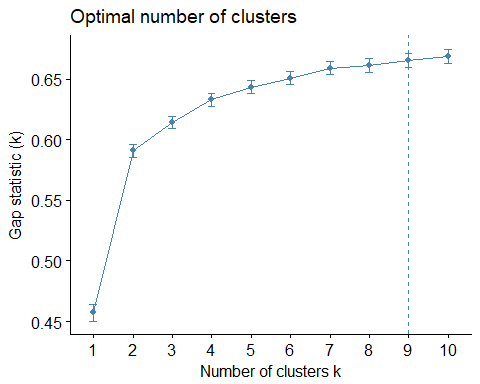 Optimal number of clusters
Gap statistic (k)
0.65
0.60
0.55
0.50
0.45
1 2 3 4 5 6 7 8 9 10
Number of clusters k